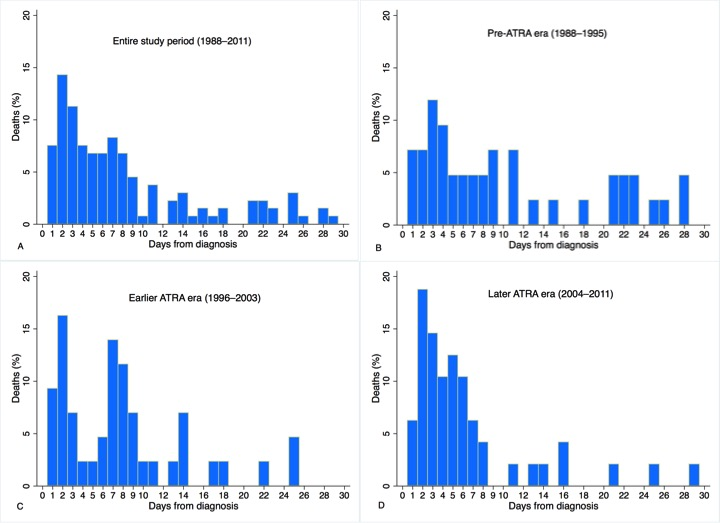 Entire study period (1988–2011)
Deaths (%)
20
15
10
5
0
0 1 2 3 4 5 6 7 8 9 10 12 14 16 18 20 22 24 26 28 30
Days from diagnosis
A
Pre-ATRA era (1988–1995)
Deaths (%)
20
15
10
5
0
0 1 2 3 4 5 6 7 8 9 10 12 14 16 18 20 22 24 26 28 30
Days from diagnosis
B
Earlier ATRA era (1996–2003)
Deaths (%)
20
15
10
5
0
0 1 2 3 4 5 6 7 8 9 10 12 14 16 18 20 22 24 26 28 30
Days from diagnosis
C
Later ATRA era (2004–2011)
Deaths (%)
20
15
10
5
0
0 1 2 3 4 5 6 7 8 9 10 12 14 16 18 20 22 24 26 28 30
Days from diagnosis
D